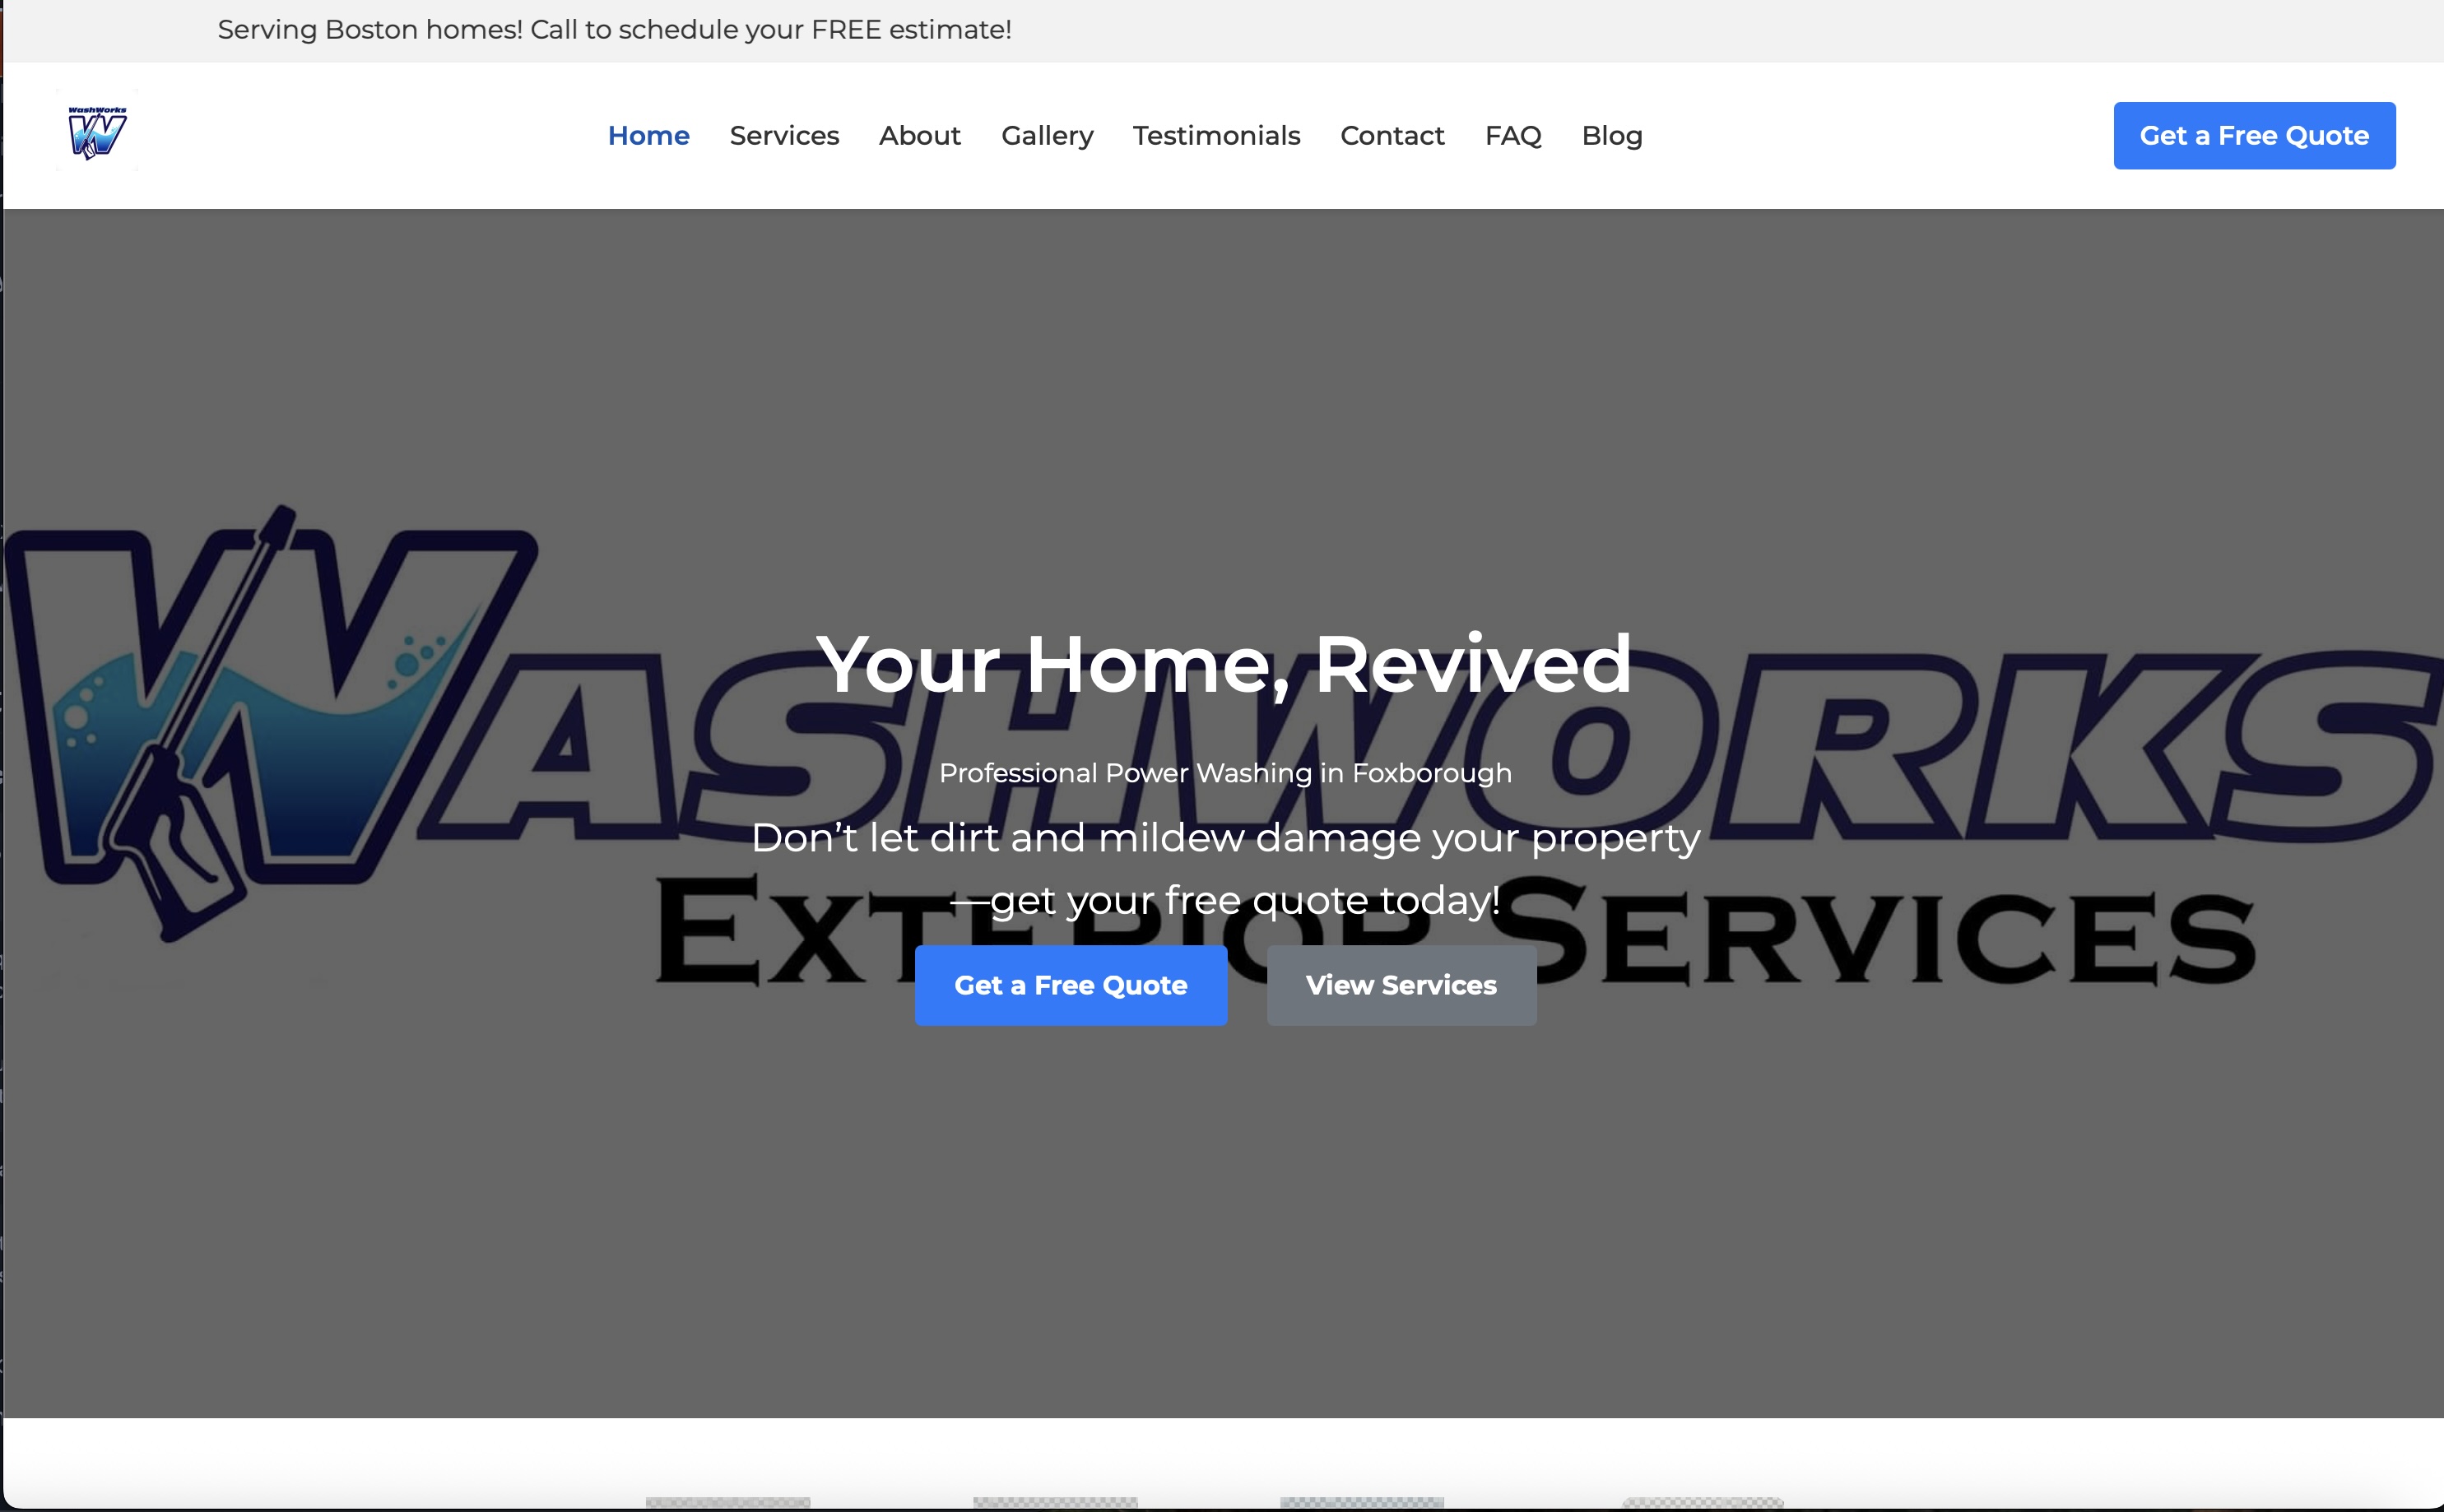 Serving Boston homes! Call to schedule your FREE estimate!
WashWorks
W
Home Services About Gallery Testimonials Contact FAQ Blog
Get a Free Quote
WASHWORKS
Your Home, Revived
Professional Power Washing in Foxborough
Don’t let dirt and mildew damage your property
—get your free quote today!
EXTERIOR SERVICES
Get a Free Quote
View Services